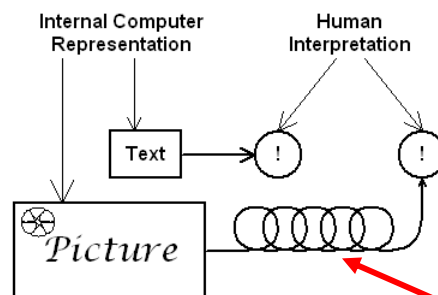 Internal Computer
Representation
Human
Interpretation
Text
!
!
Picture